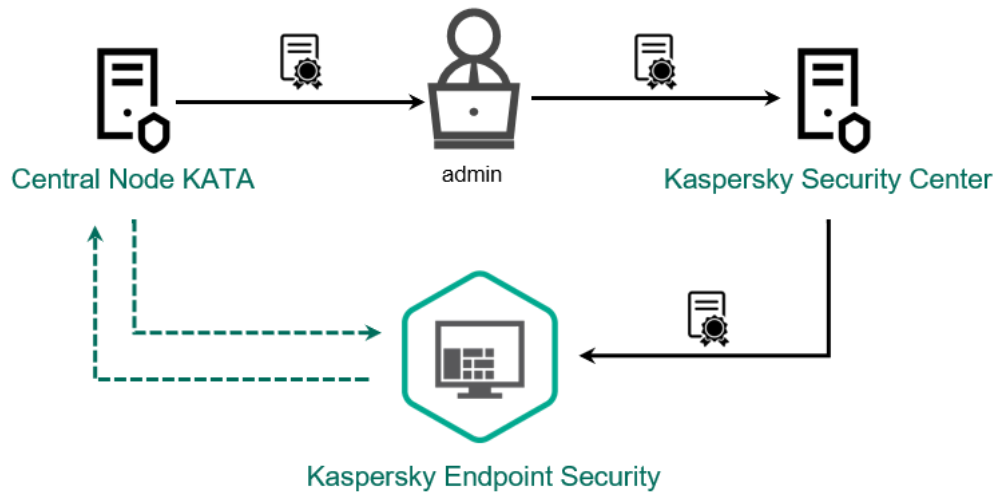 admin
Central Node KATA
Kaspersky Security Center
Kaspersky Endpoint Security